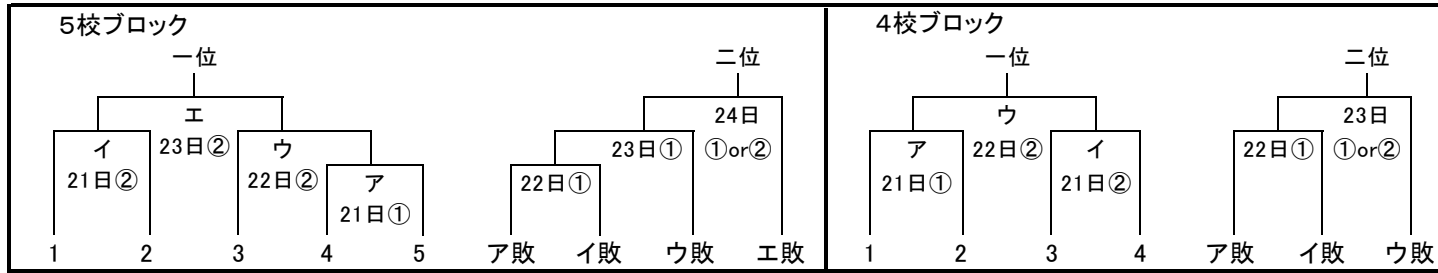 5校ブロック
一位 二位
エ 24日
イ 23日② ウ 23日① ①or②
21日② 22日② ア 22日①
21日①
1 2 3 4 5 ア敗 イ敗 ウ敗 エ敗
4校ブロック
一位 二位
ウ 23日
ア 22日② イ 22日① ①or②
21日① 21日②
1 2 3 4 ア敗 イ敗 ウ敗